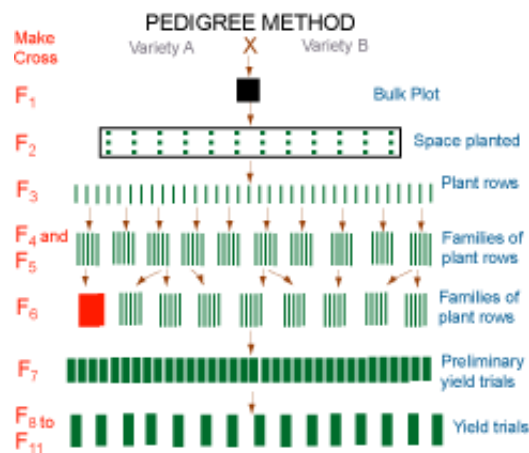 PEDIGREE METHOD
Make
Cross
Variety A X Variety B
F1 Bulk Plot
F2 Space planted
F3 Plant rows
F4 and
F5
Families of
plant rows
F6
Families of
plant rows
F7
Preliminary
yield trials
F8 to
F11
Yield trials